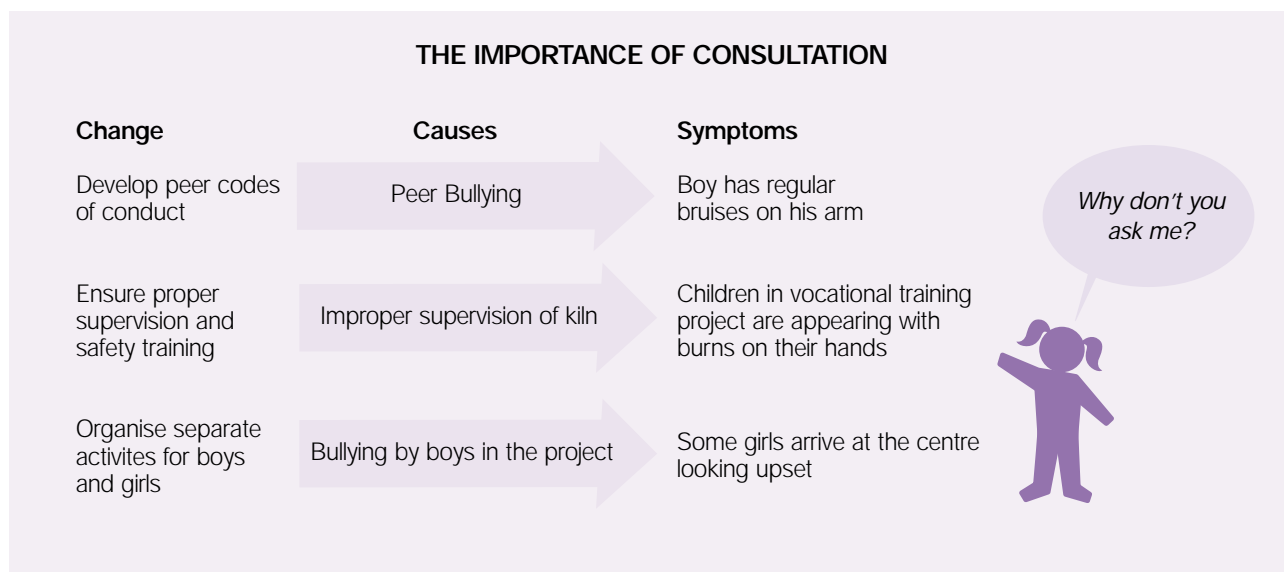 THE IMPORTANCE OF CONSULTATION
Change
Causes
Symptoms
Develop peer codes
of conduct
Peer Bullying
Boy has regular
bruises on his arm
Ensure proper
supervision and
safety training
Improper supervision of kiln
Children in vocational training
project are appearing with
burns on their hands
Organise separate
activites for boys
and girls
Bullying by boys in the project
Some girls arrive at the centre
looking upset
Why don't you
ask me?